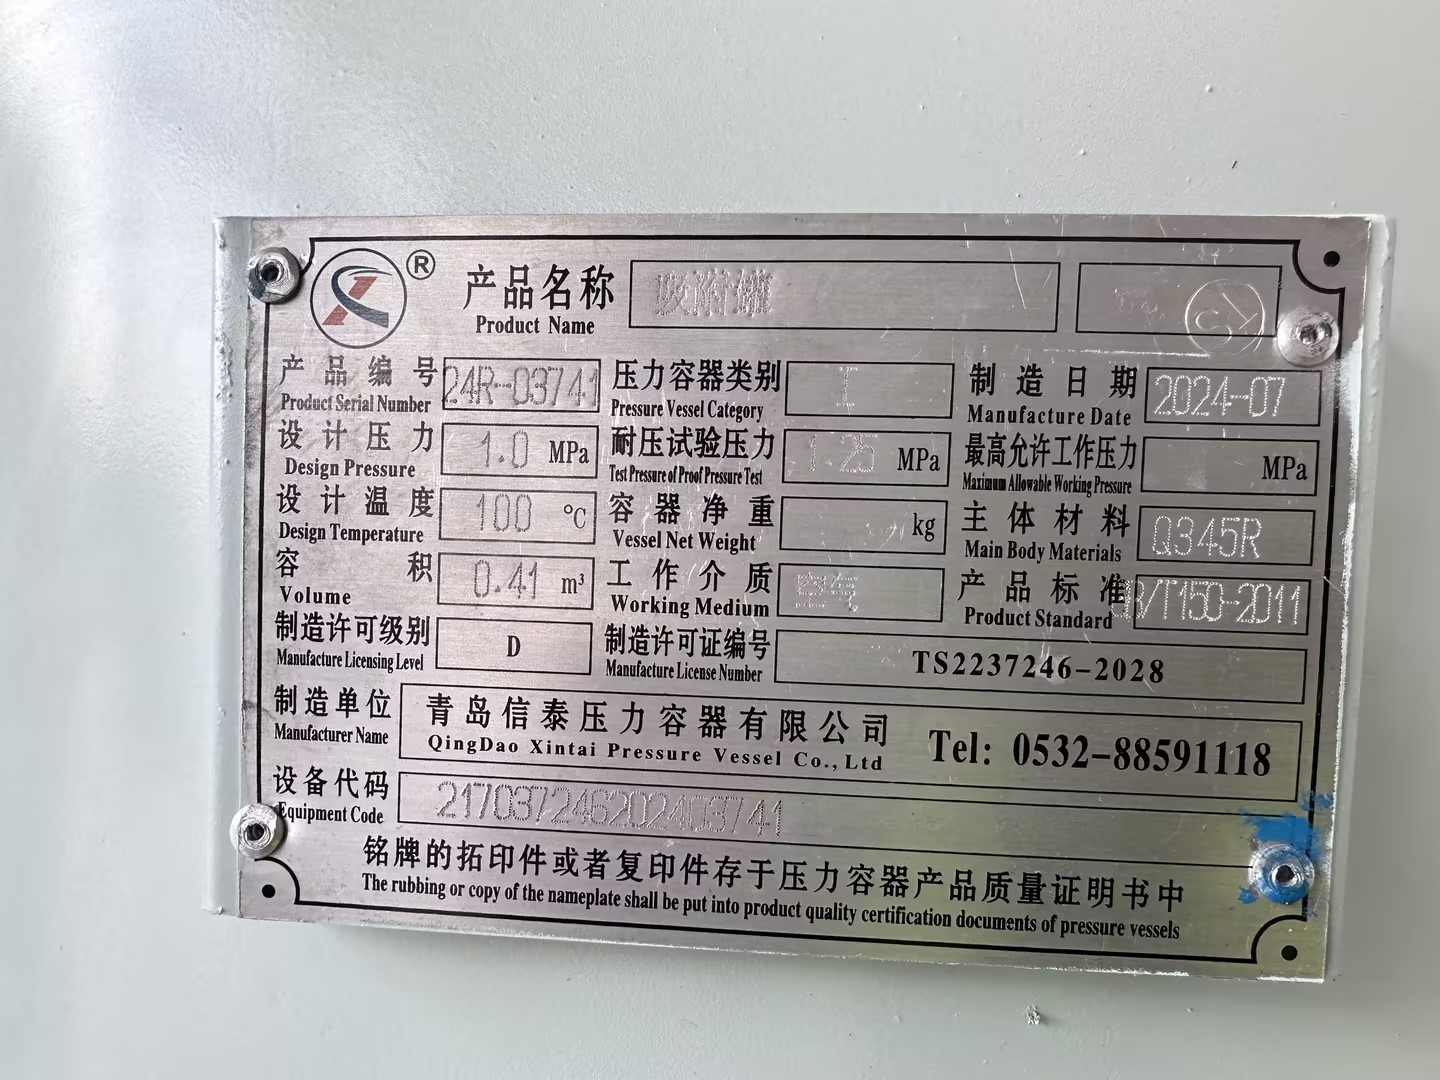 ®
产品名称 吸附罐
Product Name
产品编号 24R-03741 压力容器类别 I 制造日期 2024-07
Product Serial Number Pressure Vessel Category Manufacture Date
设计压力 1.0 MPa 耐压试验压力 1.25 MPa 最高允许工作压力 MPa
Design Pressure Test Pressure of Proof Pressure Test Maximum Allowable Working Pressure
设计温度 100 ℃ 容器净重 kg 主体材料 Q345R
Design Temperature Vessel Net Weight Main Body Materials
容积 0.41 m³ 工作介质 空气 产品标准 GB/T150-2011
Volume Working Medium Product Standard
制造许可级别 D 制造许可证编号 TS2237246-2028
Manufacture Licensing Level Manufacture License Number
制造单位 青岛信泰压力容器有限公司 Tel: 0532-88591118
Manufacturer Name QingDao Xintai Pressure Vessel Co.,Ltd
设备代码 217037246202403741
Equipment Code
铭牌的拓印件或者复印件存于压力容器产品质量证明书中
The rubbing or copy of the nameplate shall be put into product quality certification documents of pressure vessels